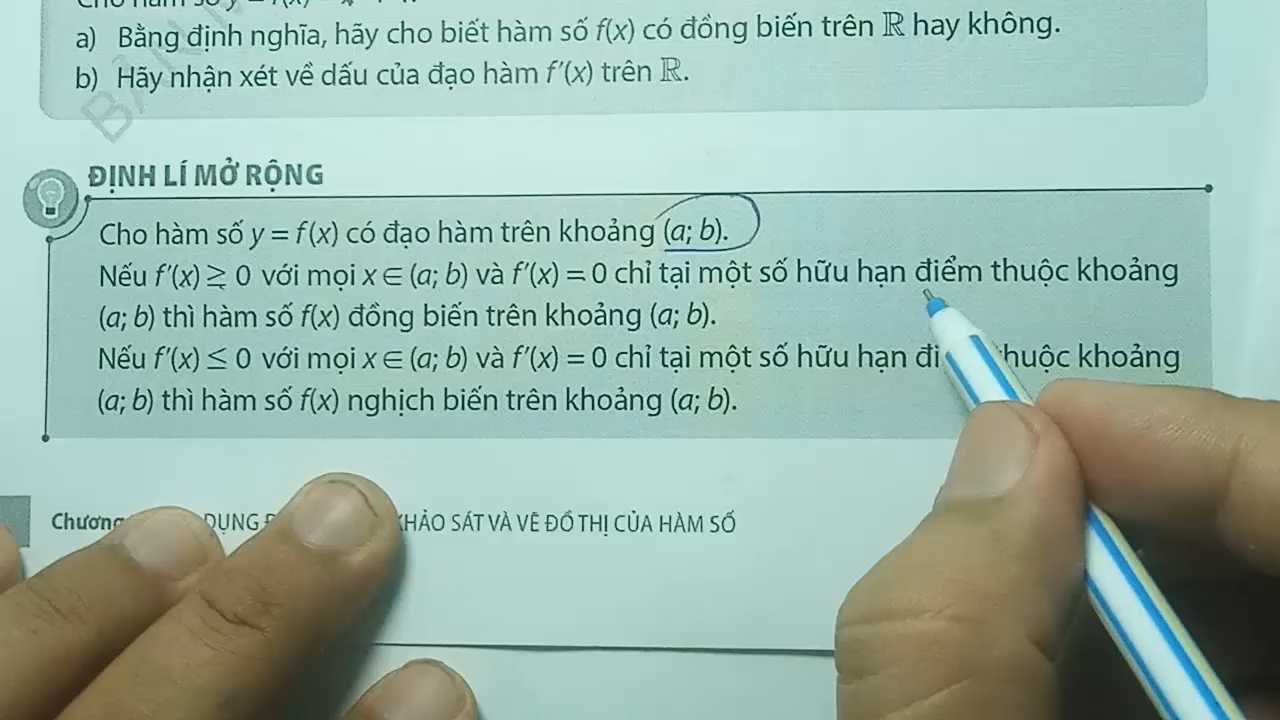 a) Bằng định nghĩa, hãy cho biết hàm số f(x) có đồng biến trên ℝ hay không.
b) Hãy nhận xét về dấu của đạo hàm f′(x) trên ℝ.
ĐỊNH LÍ MỞ RỘNG
Cho hàm số y = f(x) có đạo hàm trên khoảng (a; b).
Nếu f′(x) ≥ 0 với mọi x ∈ (a; b) và f′(x) = 0 chỉ tại một số hữu hạn điểm thuộc khoảng
(a; b) thì hàm số f(x) đồng biến trên khoảng (a; b).
Nếu f′(x) ≤ 0 với mọi x ∈ (a; b) và f′(x) = 0 chỉ tại một số hữu hạn khoảng
(a; b) thì hàm số f(x) nghịch biến trên khoảng (a; b).
Chương DỤNG KHẢO SÁT VÀ VẼ ĐỒ THỊ CỦA HÀM SỐ